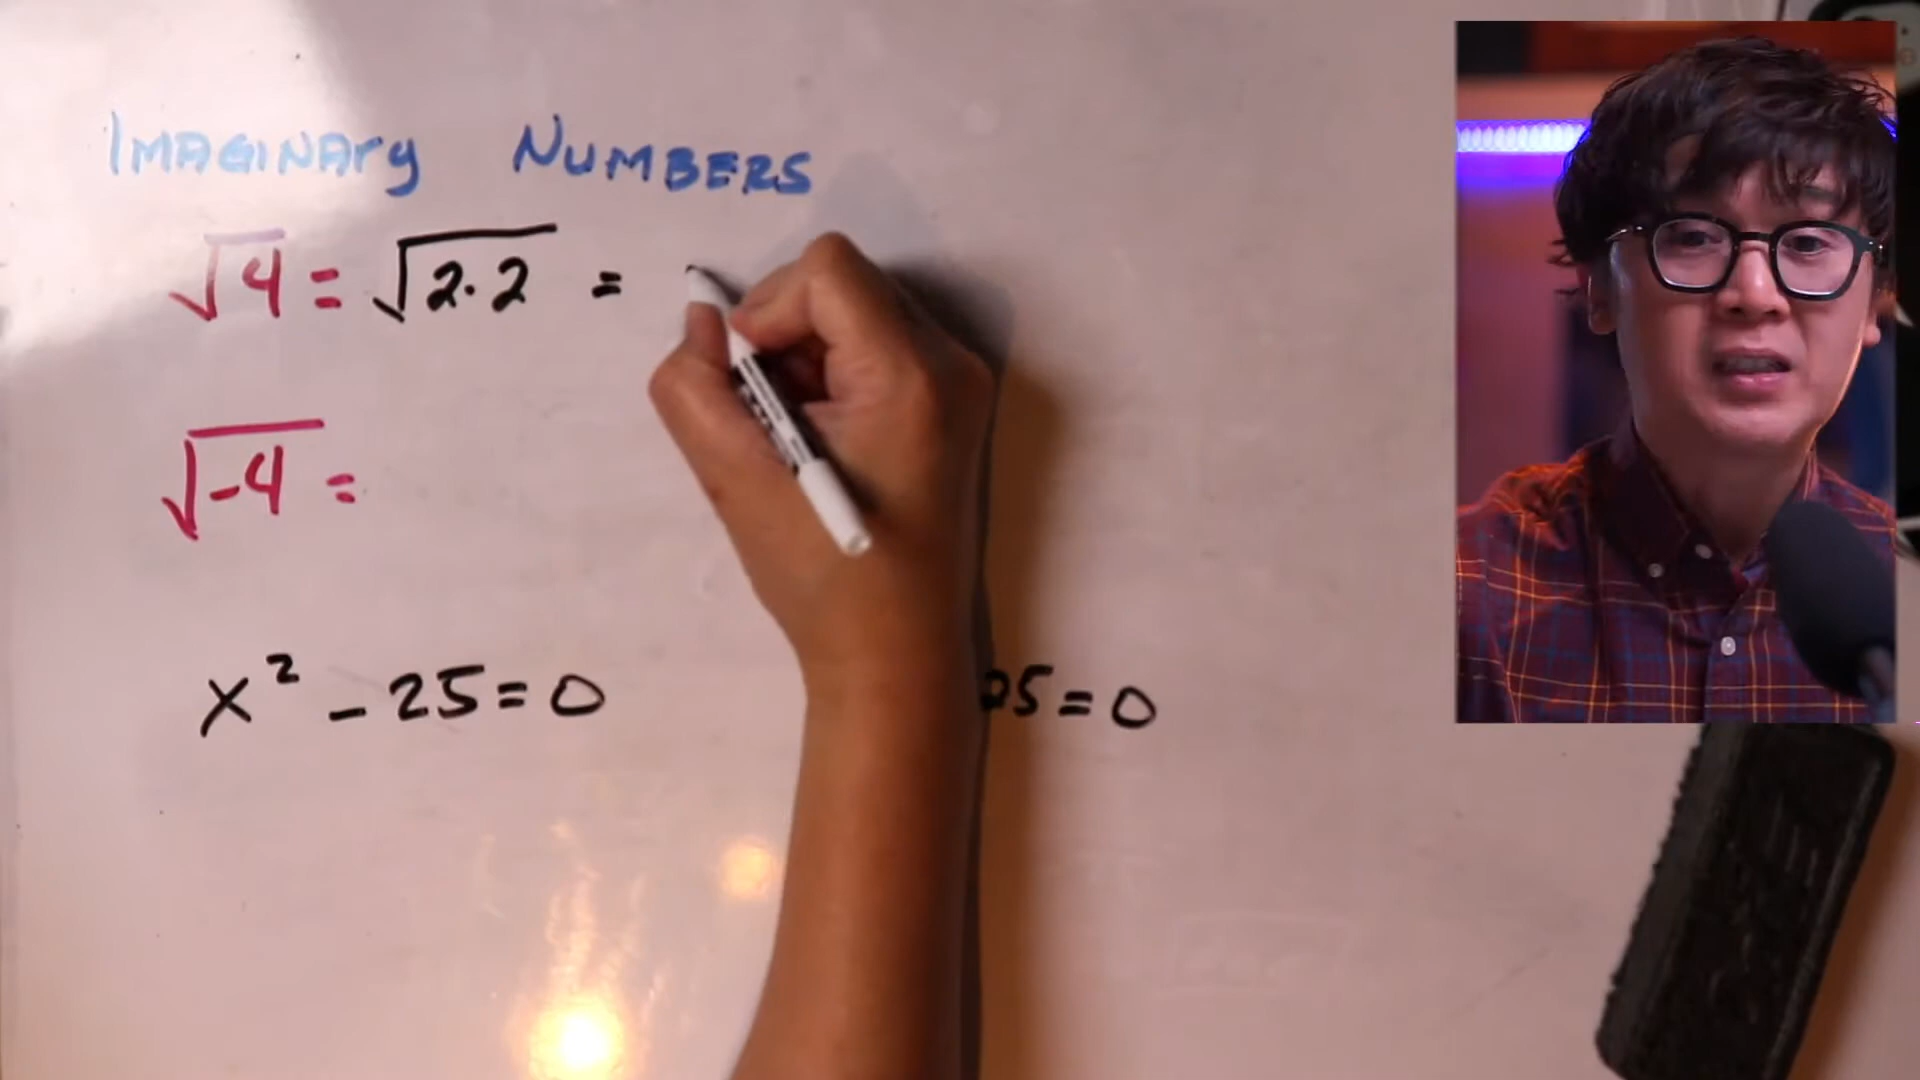 IMAGINARY NUMBERS
√4 = √2·2 =
√-4 =
x² - 25 = 0 25 = 0